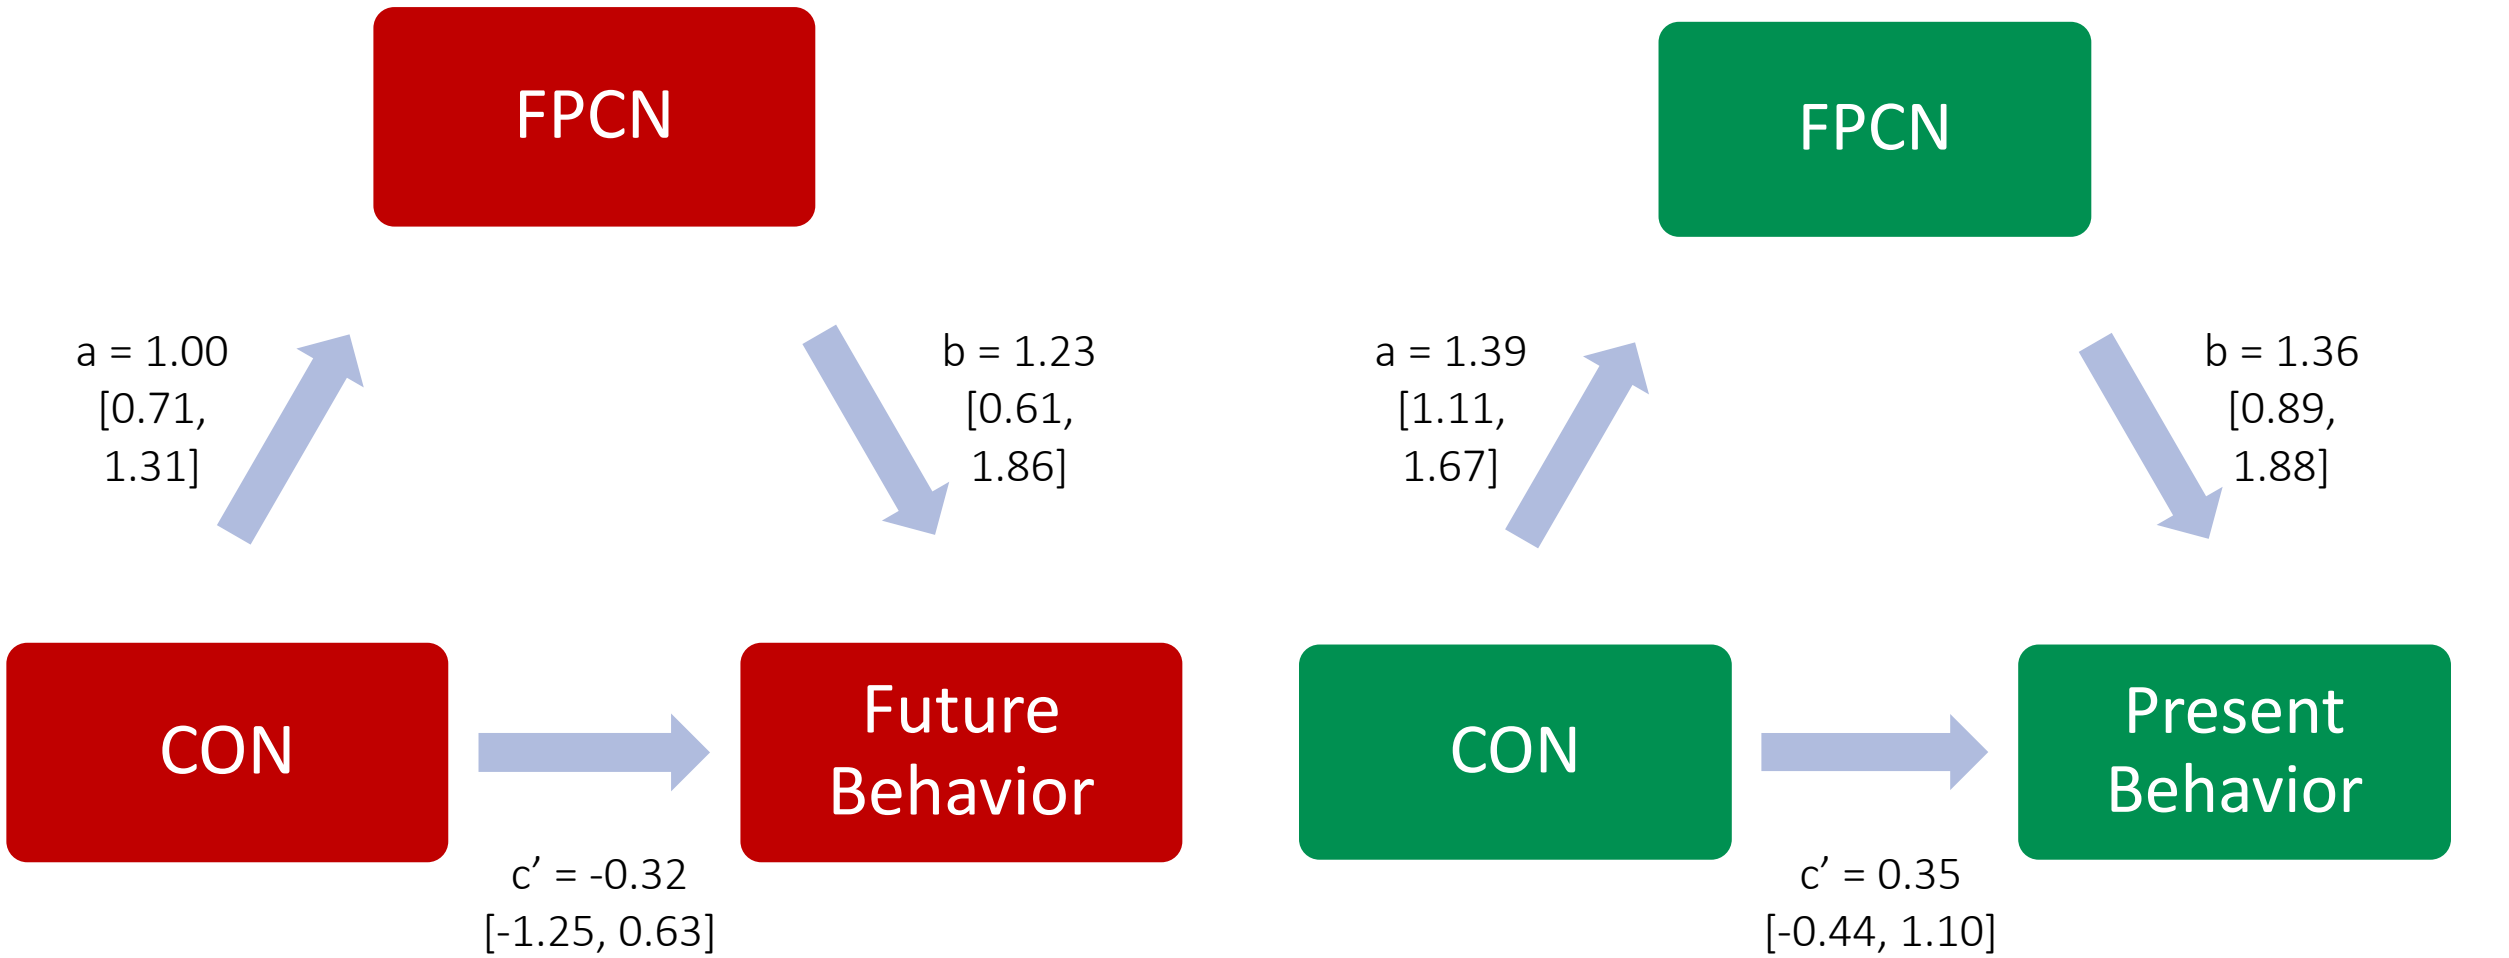 FPCN
a = 1.00
[0.71,
1.31]
b = 1.23
[0.61,
1.86]
CON
Future
Behavior
c’ = -0.32
[-1.25, 0.63]
FPCN
a = 1.39
[1.11,
1.67]
b = 1.36
[0.89,
1.88]
CON
Present
Behavior
c’ = 0.35
[-0.44, 1.10]